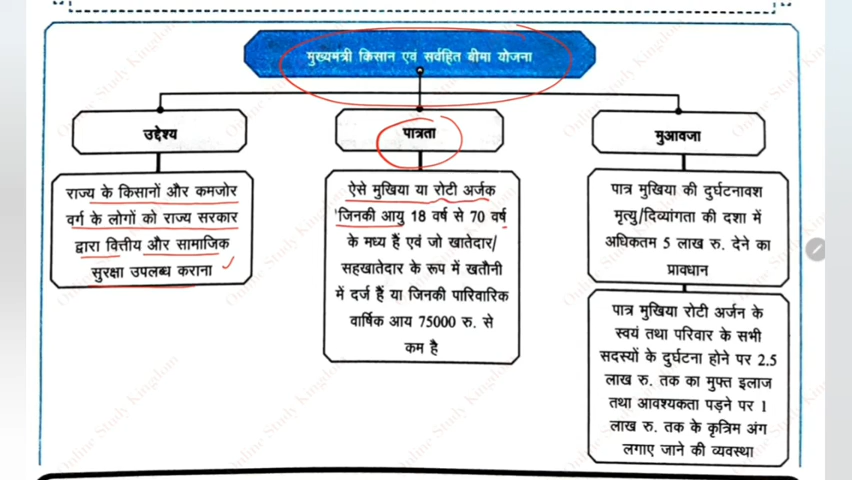 मुख्यमंत्री किसान एवं सर्वहित बीमा योजना
उद्देश्य
राज्य के किसानों और कमजोर
वर्ग के लोगों को राज्य सरकार
द्वारा वित्तीय और सामाजिक
सुरक्षा उपलब्ध कराना
पात्रता
ऐसे मुखिया या रोटी अर्जक
जिनकी आयु 18 वर्ष से 70 वर्ष
के मध्य हैं एवं जो खातेदार/
सहखातेदार के रूप में खतौनी
में दर्ज हैं या जिनकी पारिवारिक
वार्षिक आय 75000 रु. से
कम है
मुआवजा
पात्र मुखिया की दुर्घटनावश
मृत्यु/दिव्यांगता की दशा में
अधिकतम 5 लाख रु. देने का
प्रावधान
पात्र मुखिया रोटी अर्जन के
स्वयं तथा परिवार के सभी
सदस्यों के दुर्घटना होने पर 2.5
लाख रु. तक का मुफ्त इलाज
तथा आवश्यकता पड़ने पर 1
लाख रु. तक के कृत्रिम अंग
लगाए जाने की व्यवस्था
Online Study Kingdom